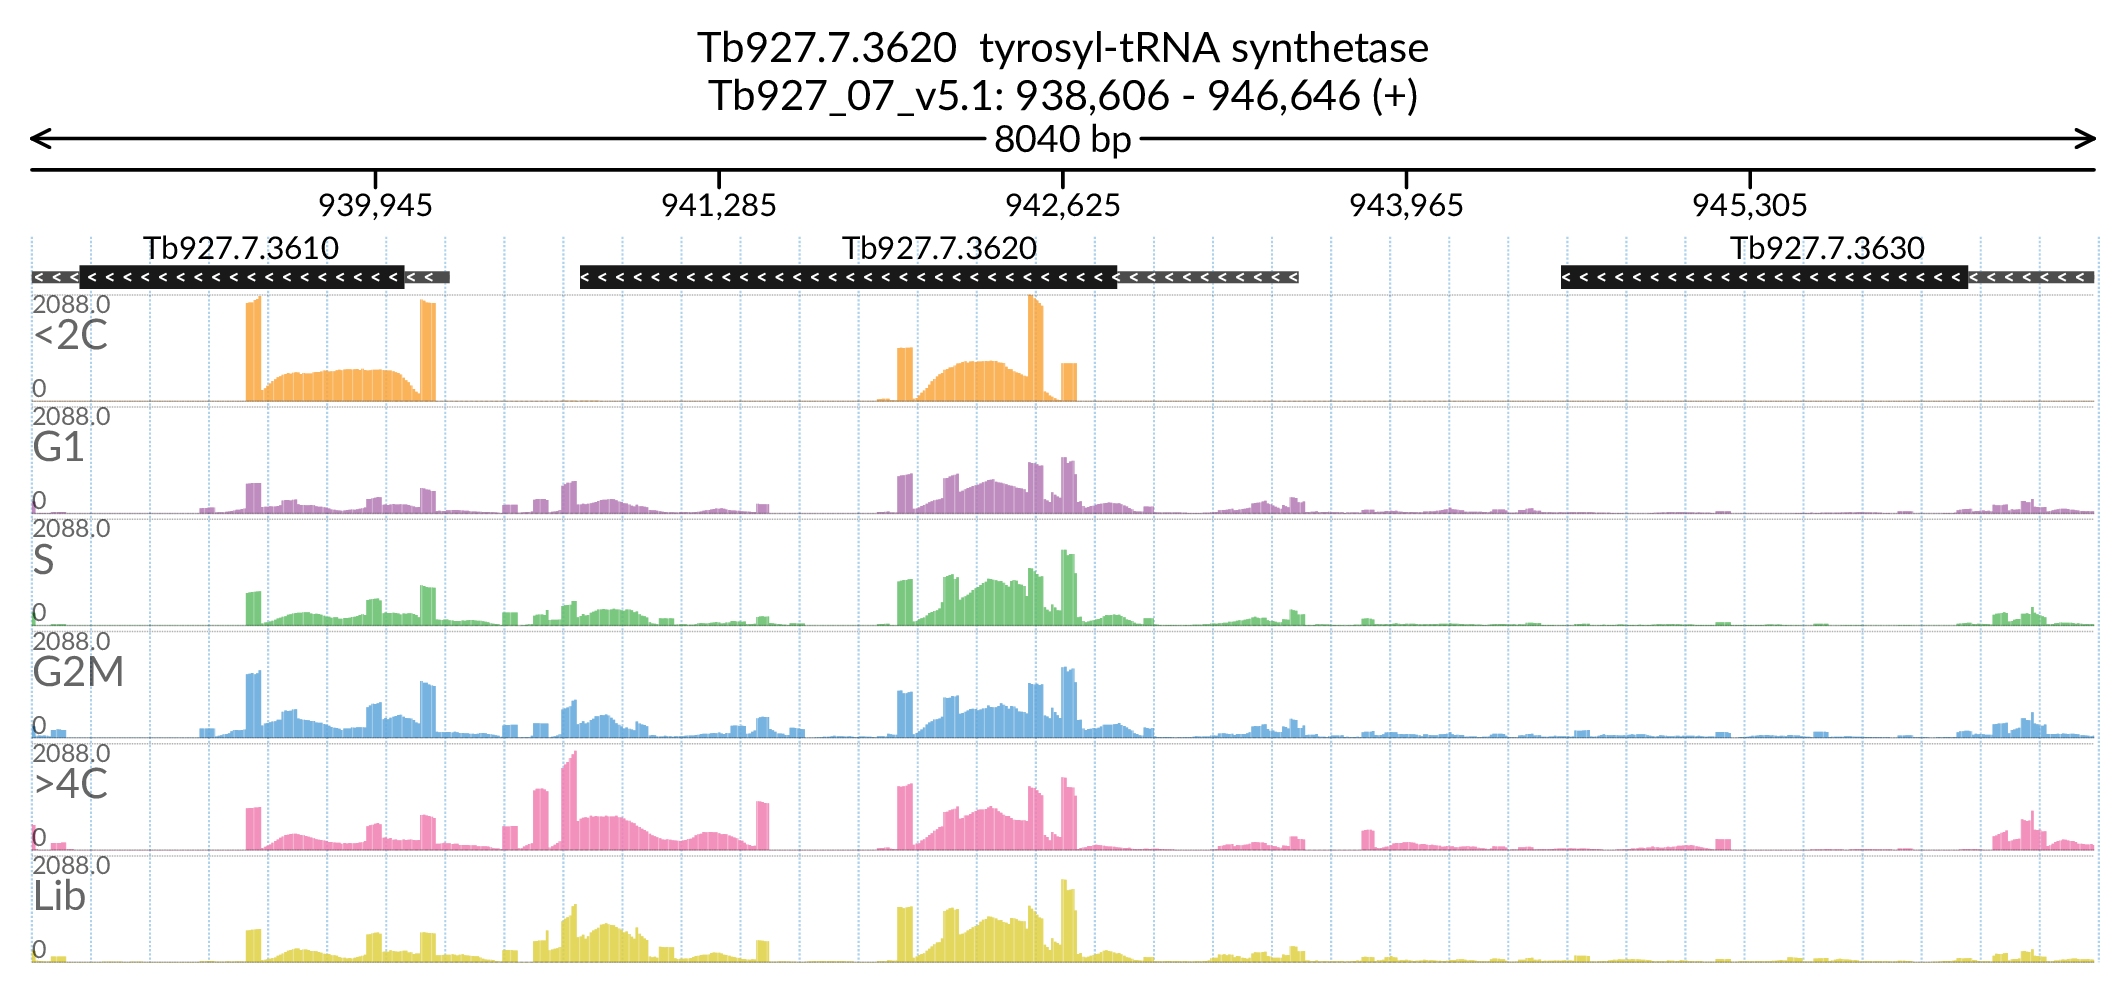 Tb927.7.3620 tyrosyl-tRNA synthetase
Tb927_07_v5.1: 938,606 - 946,646 (+)
8040 bp
939,945 941,285 942,625 943,965 945,305
Tb927.7.3610 Tb927.7.3620 Tb927.7.3630
2088.0
<2C
0
2088.0
G1
0
2088.0
S
0
2088.0
G2M
0
2088.0
>4C
0
2088.0
Lib
0